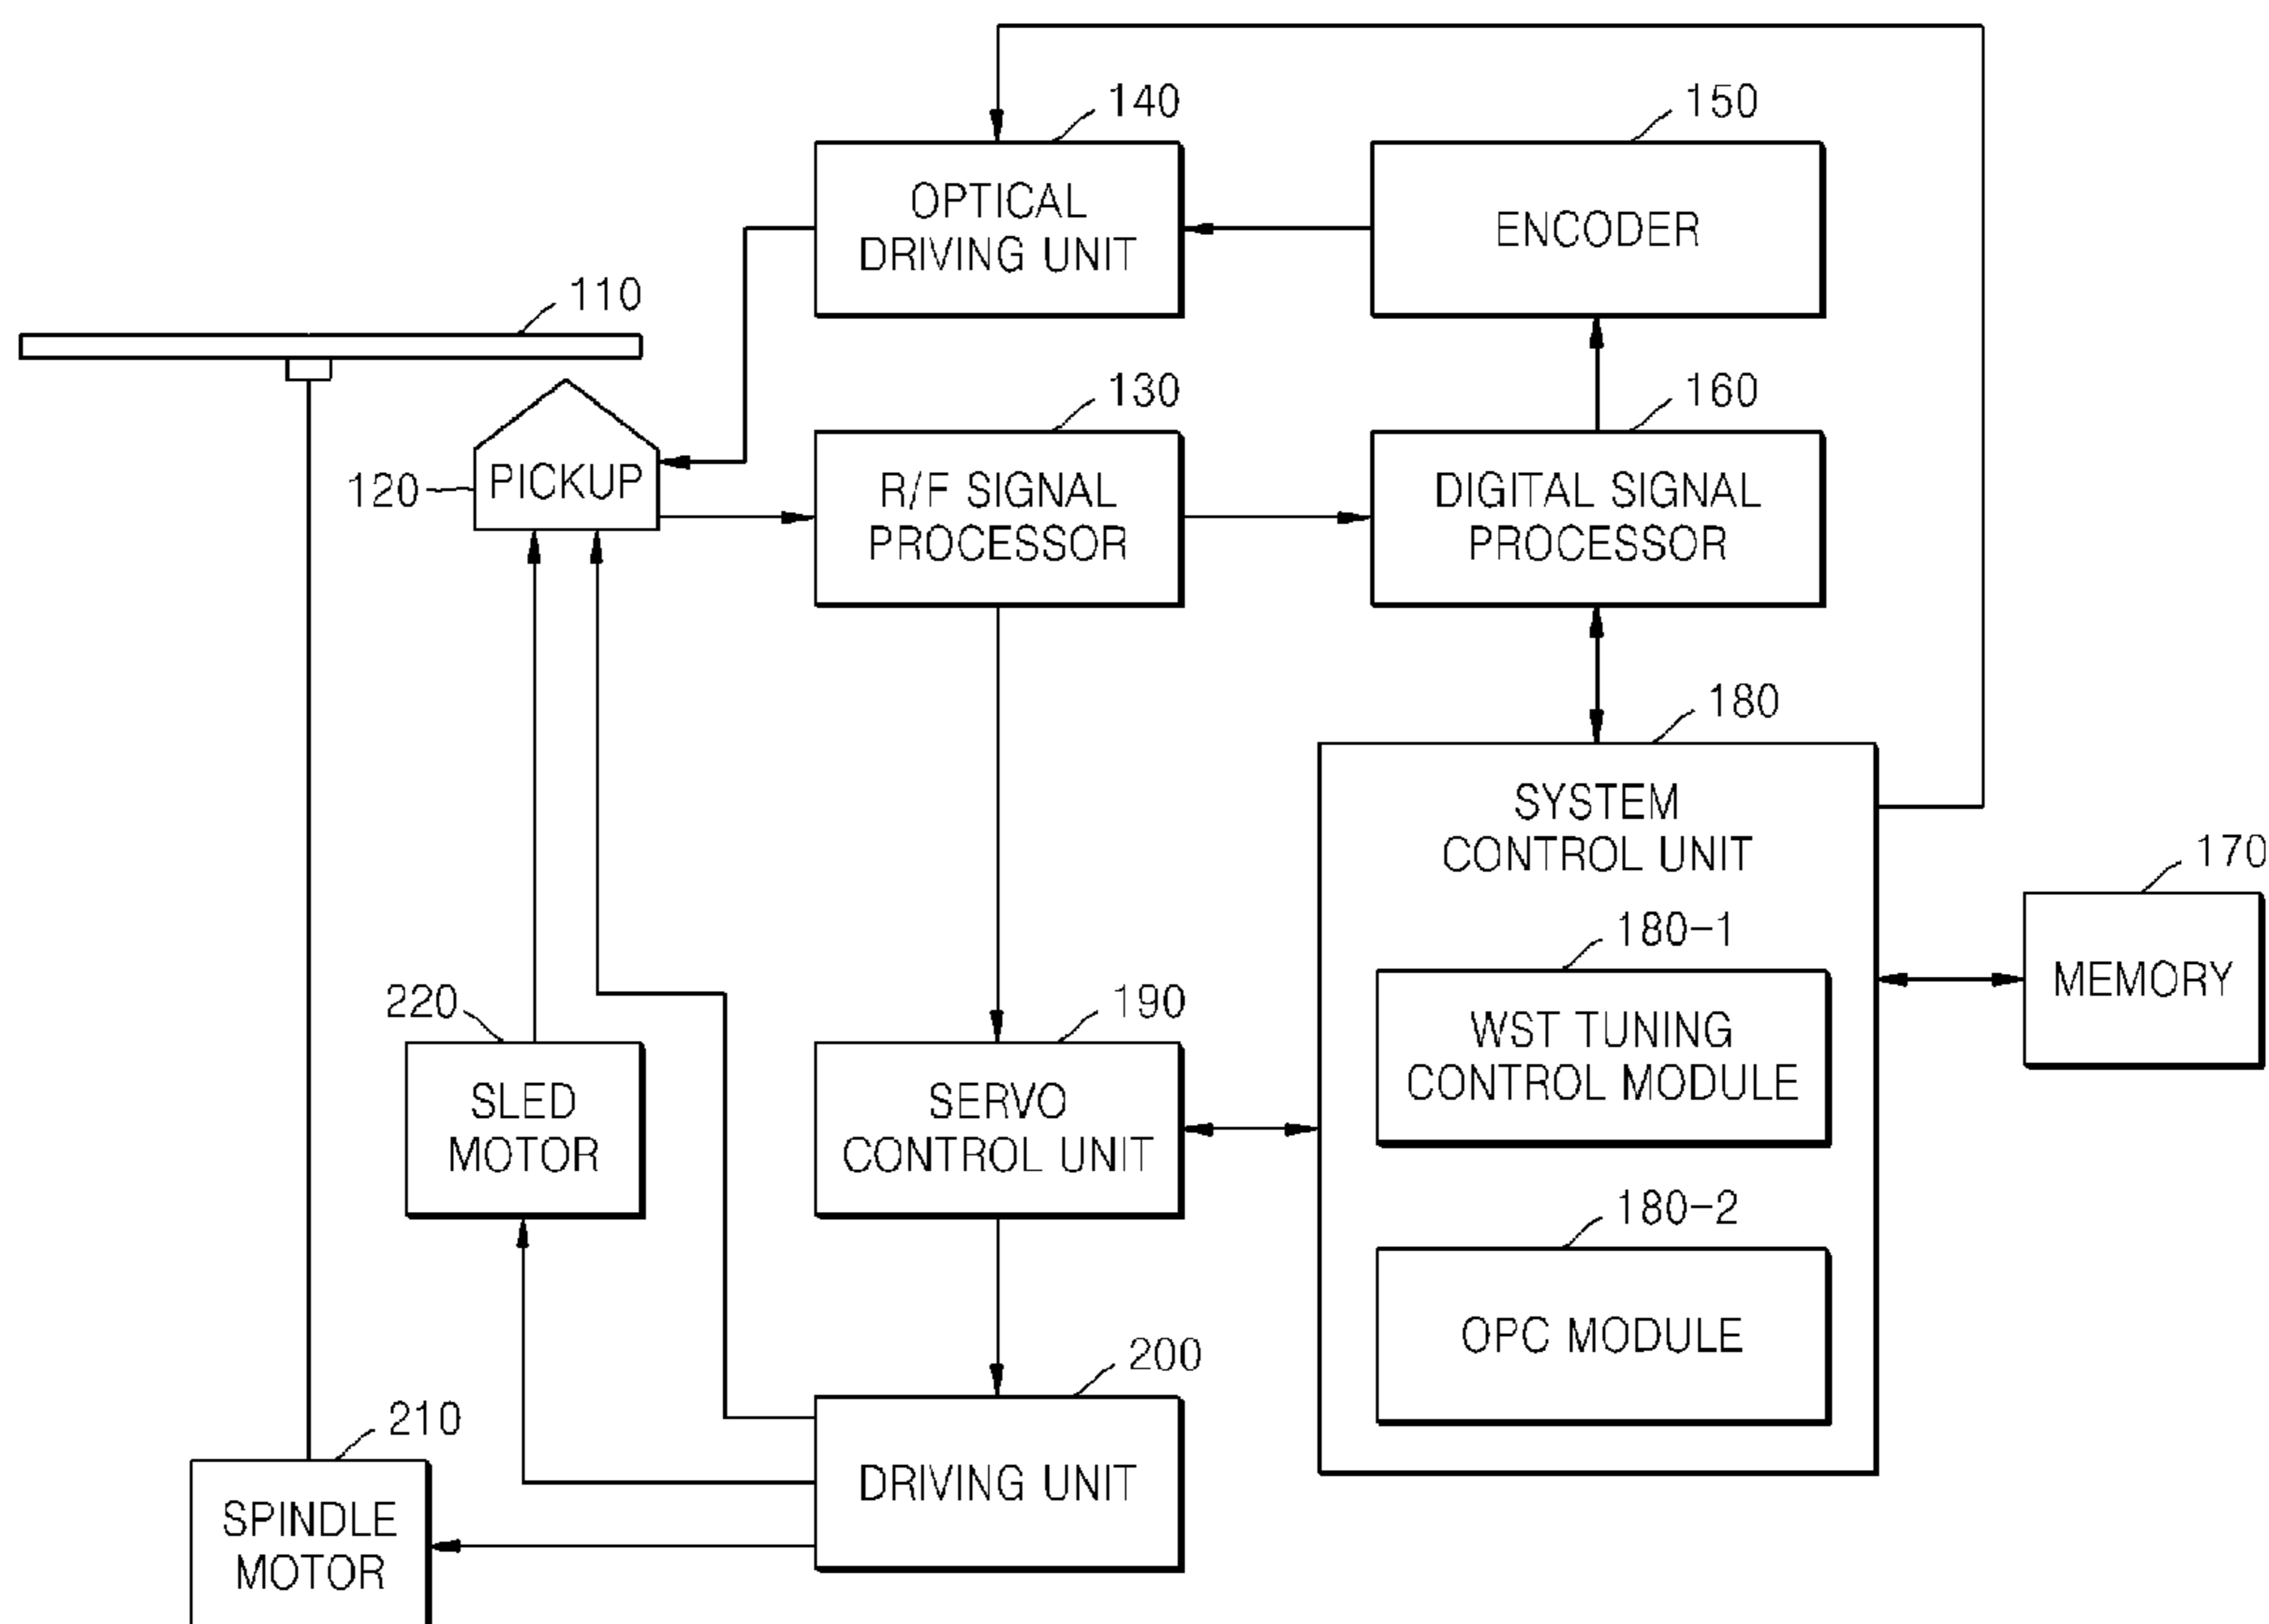 140
150
OPTICAL
DRIVING UNIT
ENCODER
110
130
160
120
PICKUP
R/F SIGNAL
PROCESSOR
DIGITAL SIGNAL
PROCESSOR
180
SYSTEM
CONTROL UNIT
170
MEMORY
180-1
WST TUNING
CONTROL MODULE
220
SLED
MOTOR
190
SERVO
CONTROL UNIT
180-2
OPC MODULE
200
DRIVING UNIT
210
SPINDLE
MOTOR